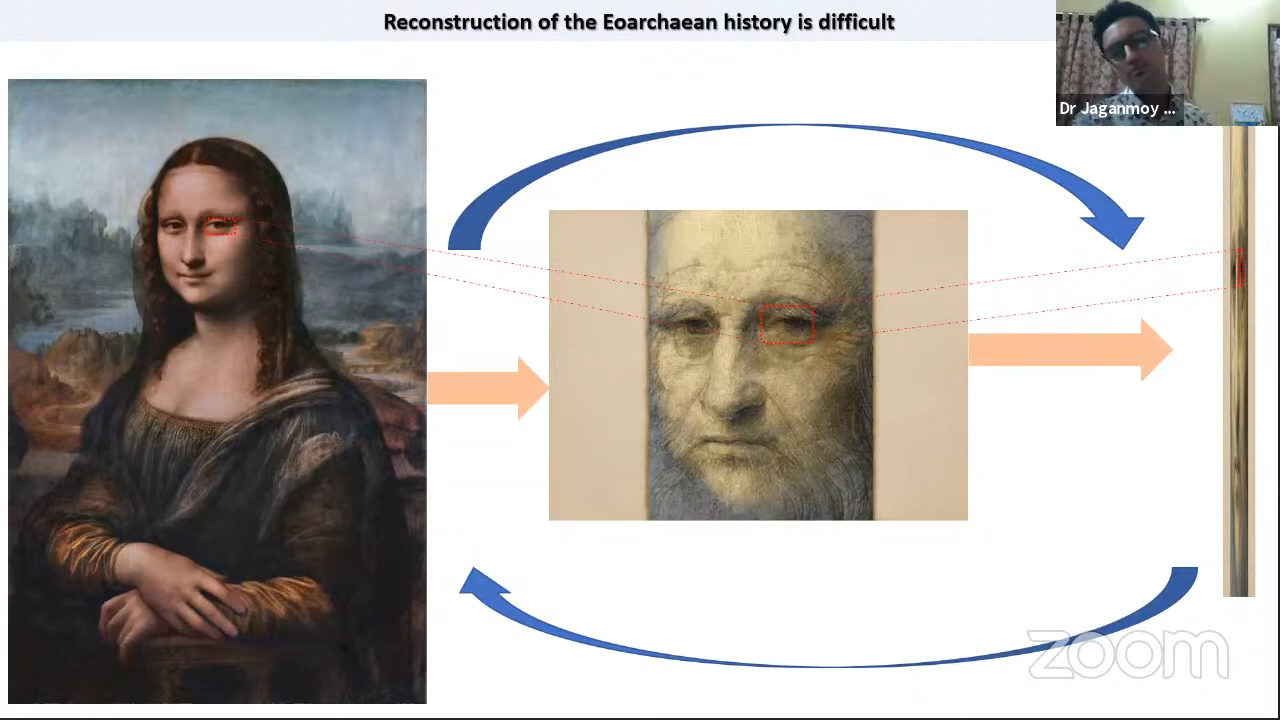 Reconstruction of the Eoarchaean history is difficult
Dr Jaganmoy ...
zoom